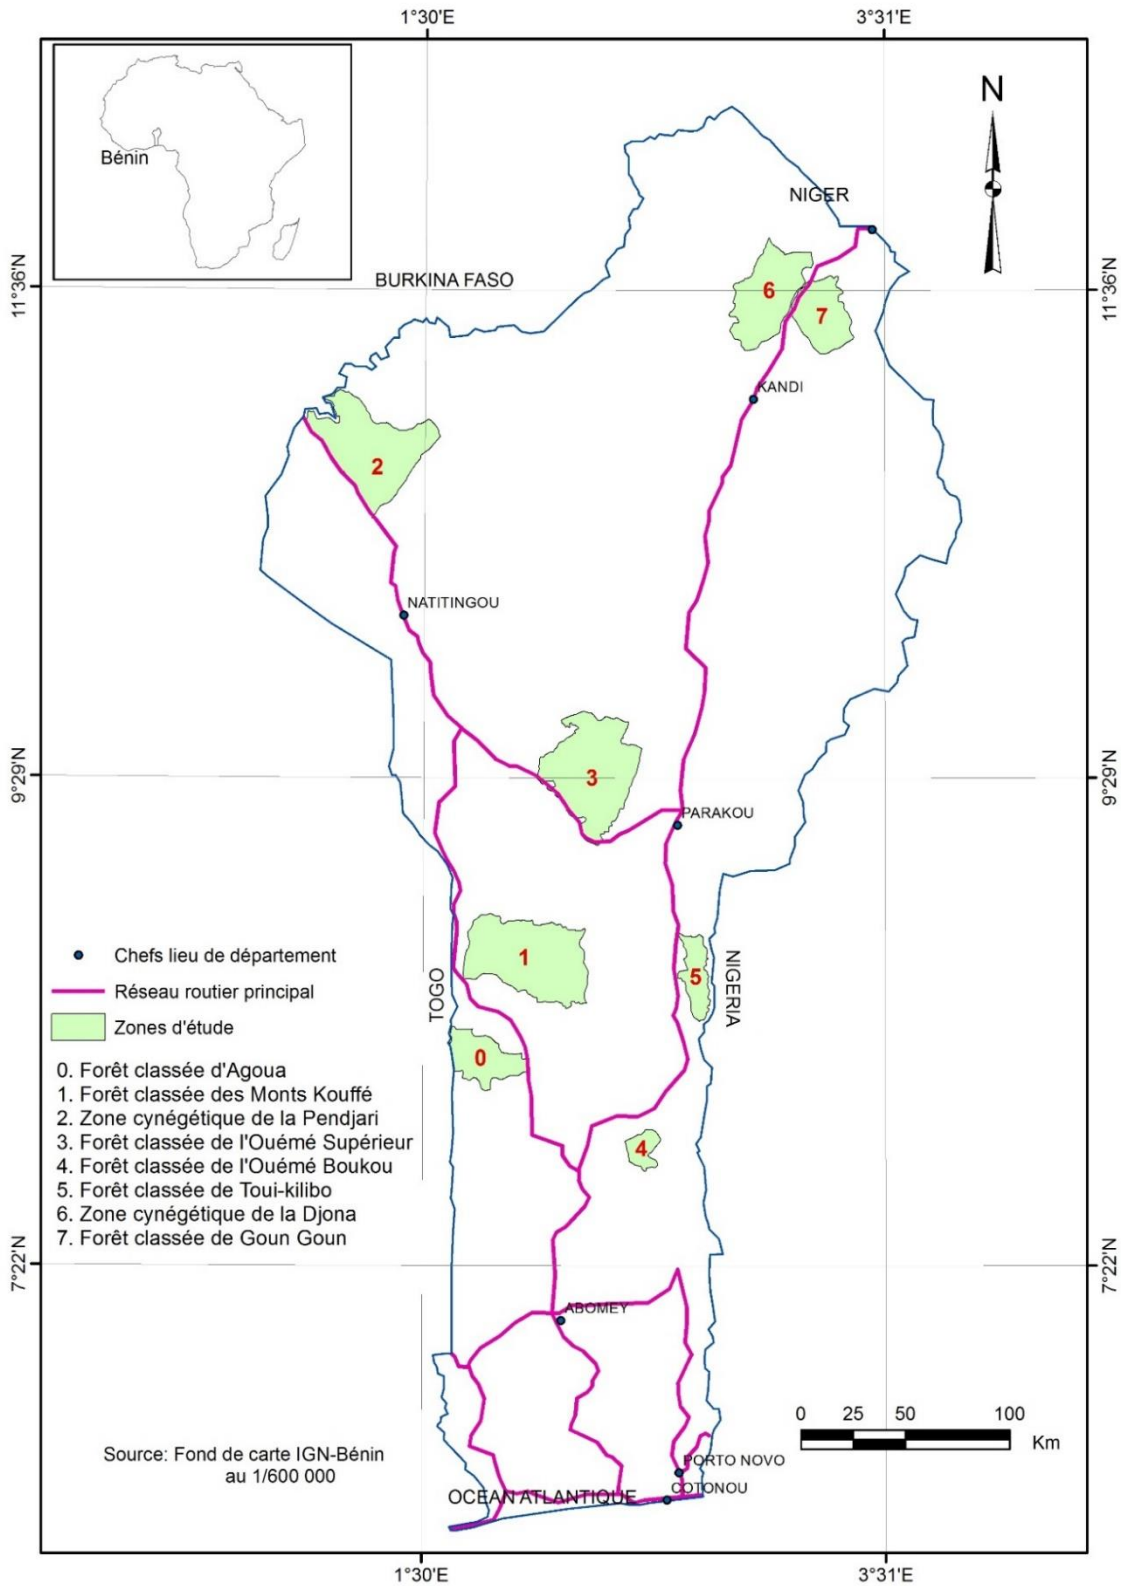 1°30'E
3°31'E
Bénin
N
NIGER
11°36'N
BURKINA FASO
6
11°36'N
7
KANDI
2
NATITINGOU
9°29'N
3
9°29'N
PARAKOU
Chefs lieu de département
1
TOGO
5
NIGERIA
Réseau routier principal
Zones d'étude
0
0. Forêt classée d'Agoua
1. Forêt classée des Monts Kouffé
2. Zone cynégétique de la Pendjari
3. Forêt classée de l'Ouémé Supérieur
4. Forêt classée de l'Ouémé Boukou
4
5. Forêt classée de Toui-kilibo
6. Zone cynégétique de la Djona
7. Forêt classée de Goun Goun
7°22'N
7°22'N
ABOMEY
0 25 50 100
Km
Source: Fond de carte IGN-Bénin
au 1/600 000
PORTO NOVO
OCEAN ATLANTIQUE
COTONOU
1°30'E
3°31'E